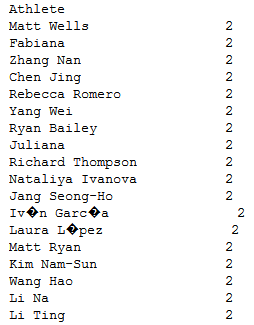 Athlete
Matt Wells 2
Fabiana 2
Zhang Nan 2
Chen Jing 2
Rebecca Romero 2
Yang Wei 2
Ryan Bailey 2
Juliana 2
Richard Thompson 2
Nataliya Ivanova 2
Jang Seong-Ho 2
Iv�n Garc�a 2
Laura L�pez 2
Matt Ryan 2
Kim Nam-Sun 2
Wang Hao 2
Li Na 2
Li Ting 2